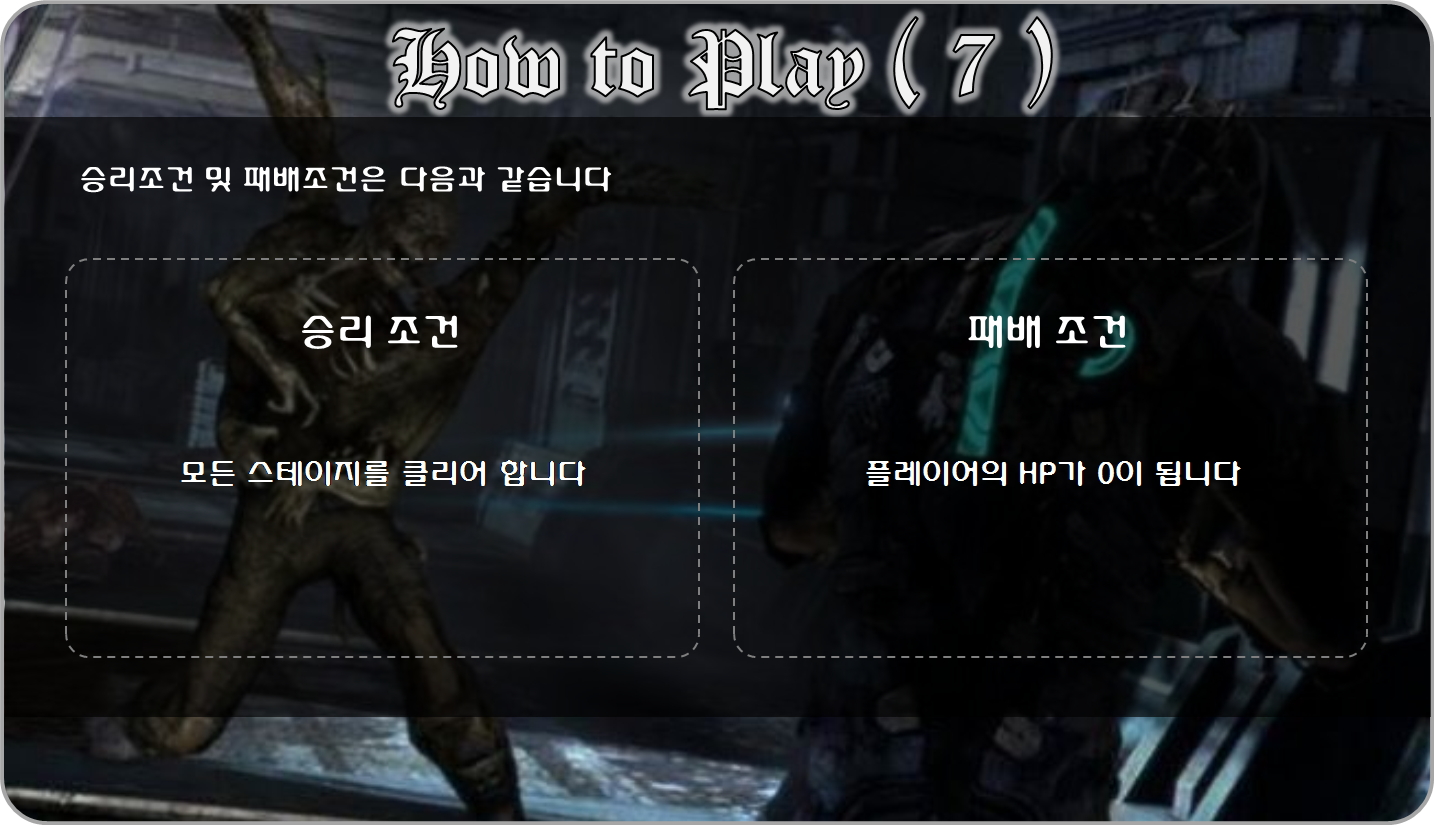 How to Play ( 7 )
승리조건 및 패배조건은 다음과 같습니다
승리 조건
모든 스테이지를 클리어 합니다
패배 조건
플레이어의 HP가 0이 됩니다